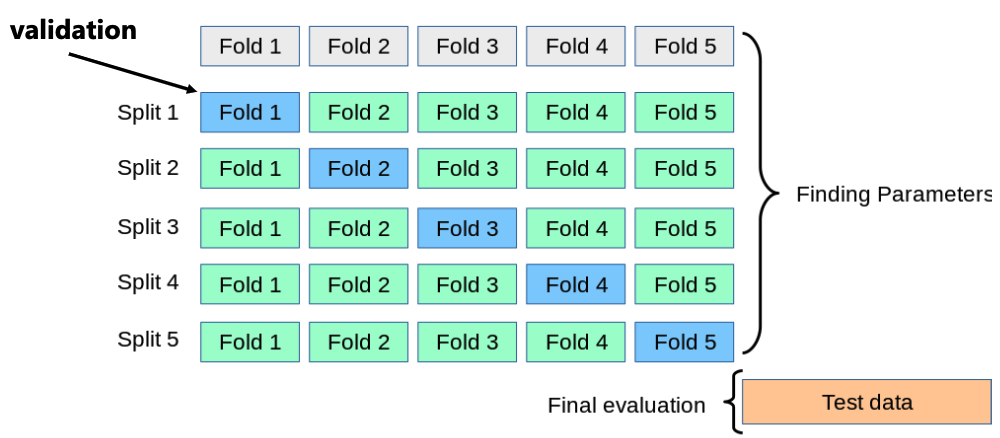 validation
Fold 1 Fold 2 Fold 3 Fold 4 Fold 5
Split 1 Fold 1 Fold 2 Fold 3 Fold 4 Fold 5
Split 2 Fold 1 Fold 2 Fold 3 Fold 4 Fold 5
Finding Parameters
Split 3 Fold 1 Fold 2 Fold 3 Fold 4 Fold 5
Split 4 Fold 1 Fold 2 Fold 3 Fold 4 Fold 5
Split 5 Fold 1 Fold 2 Fold 3 Fold 4 Fold 5
Final evaluation Test data